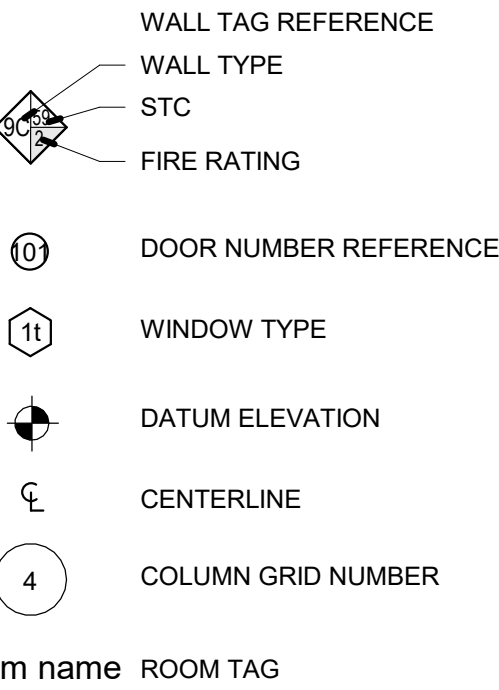 WALL TAG REFERENCE
WALL TYPE
9C 59 STC
2
FIRE RATING
101 DOOR NUMBER REFERENCE
1t WINDOW TYPE
DATUM ELEVATION
℄ CENTERLINE
4 COLUMN GRID NUMBER
m name ROOM TAG